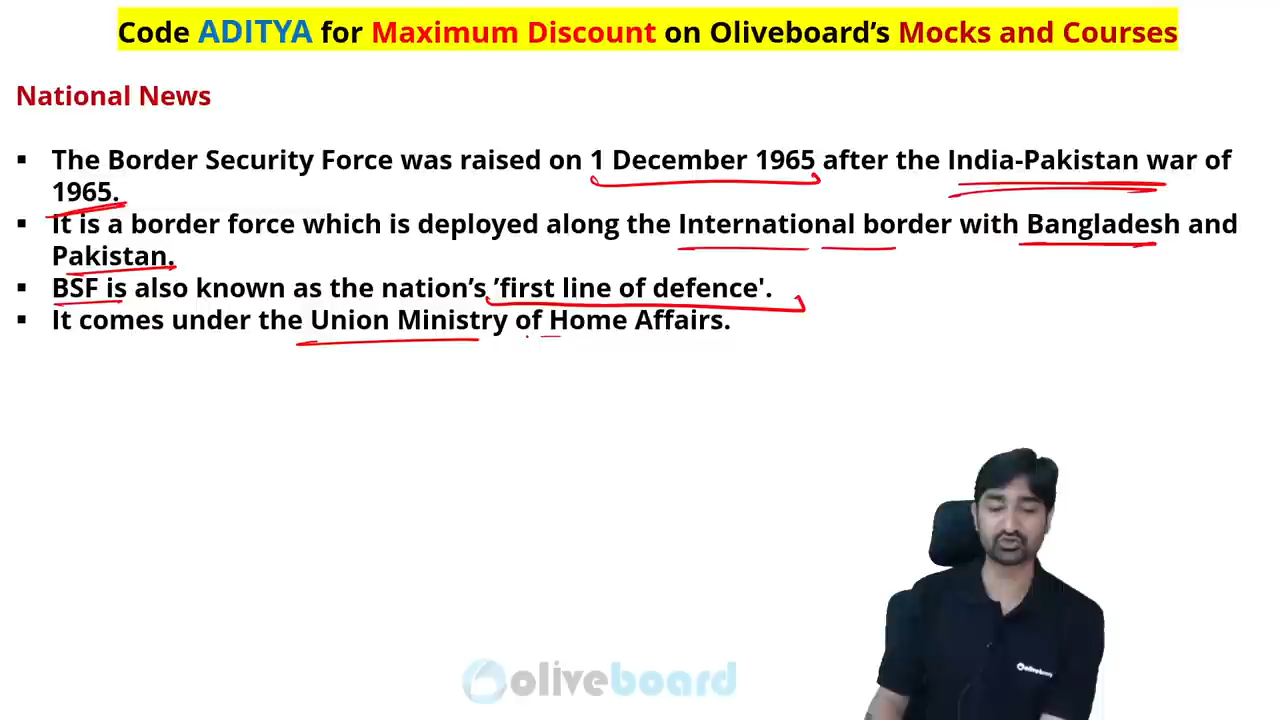 Code ADITYA for Maximum Discount on Oliveboard’s Mocks and Courses
National News
▪ The Border Security Force was raised on 1 December 1965 after the India-Pakistan war of
1965.
▪ It is a border force which is deployed along the International border with Bangladesh and
Pakistan.
▪ BSF is also known as the nation’s ’first line of defence'.
▪ It comes under the Union Ministry of Home Affairs.
oliveboard
oliveboard